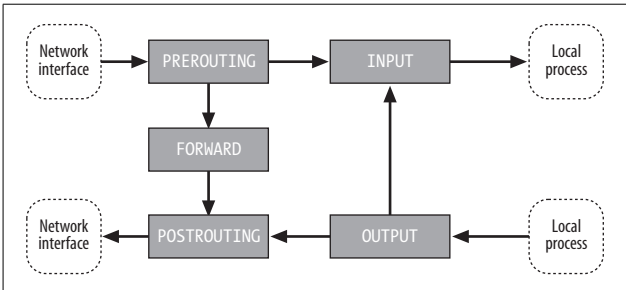 Network
interface
PREROUTING
INPUT
Local
process
FORWARD
Network
interface
POSTROUTING
OUTPUT
Local
process